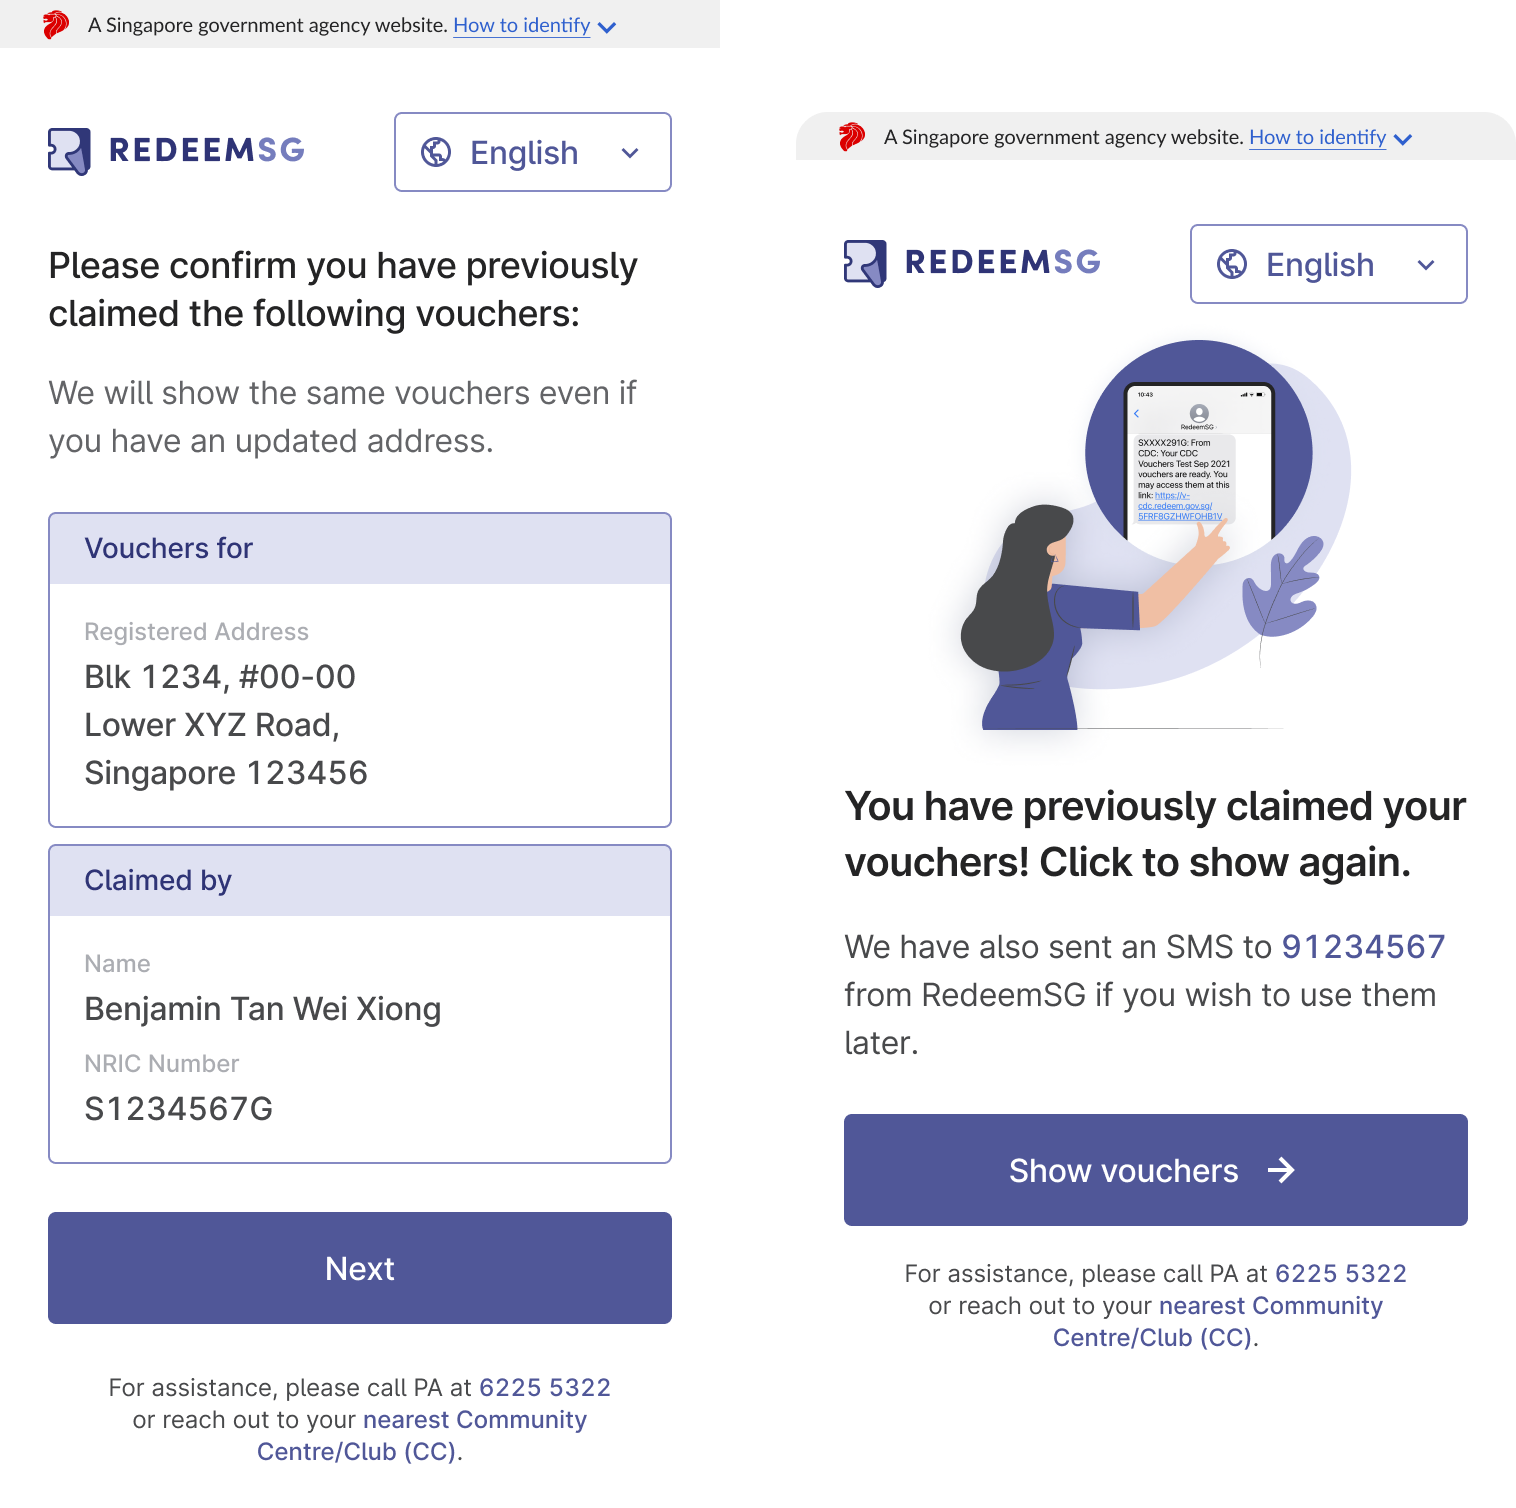 A Singapore government agency website. How to identify
REDEEMSG
English
Please confirm you have previously
claimed the following vouchers:
We will show the same vouchers even if
you have an updated address.
Vouchers for
Registered Address
Blk 1234, #00-00
Lower XYZ Road,
Singapore 123456
Claimed by
Name
Benjamin Tan Wei Xiong
NRIC Number
S1234567G
Next
For assistance, please call PA at 6225 5322
or reach out to your nearest Community
Centre/Club (CC).
A Singapore government agency website. How to identify
REDEEMSG
English
10:43
RedeemSG
SXXXX291G: From
CDC: Your CDC
Vouchers Test Sep 2021
vouchers are ready. You
may access them at this
link: https://v-
cdc.redeem.gov.sg/
5FRF8GZHWFOHB1V
You have previously claimed your
vouchers! Click to show again.
We have also sent an SMS to 91234567
from RedeemSG if you wish to use them
later.
Show vouchers
For assistance, please call PA at 6225 5322
or reach out to your nearest Community
Centre/Club (CC).